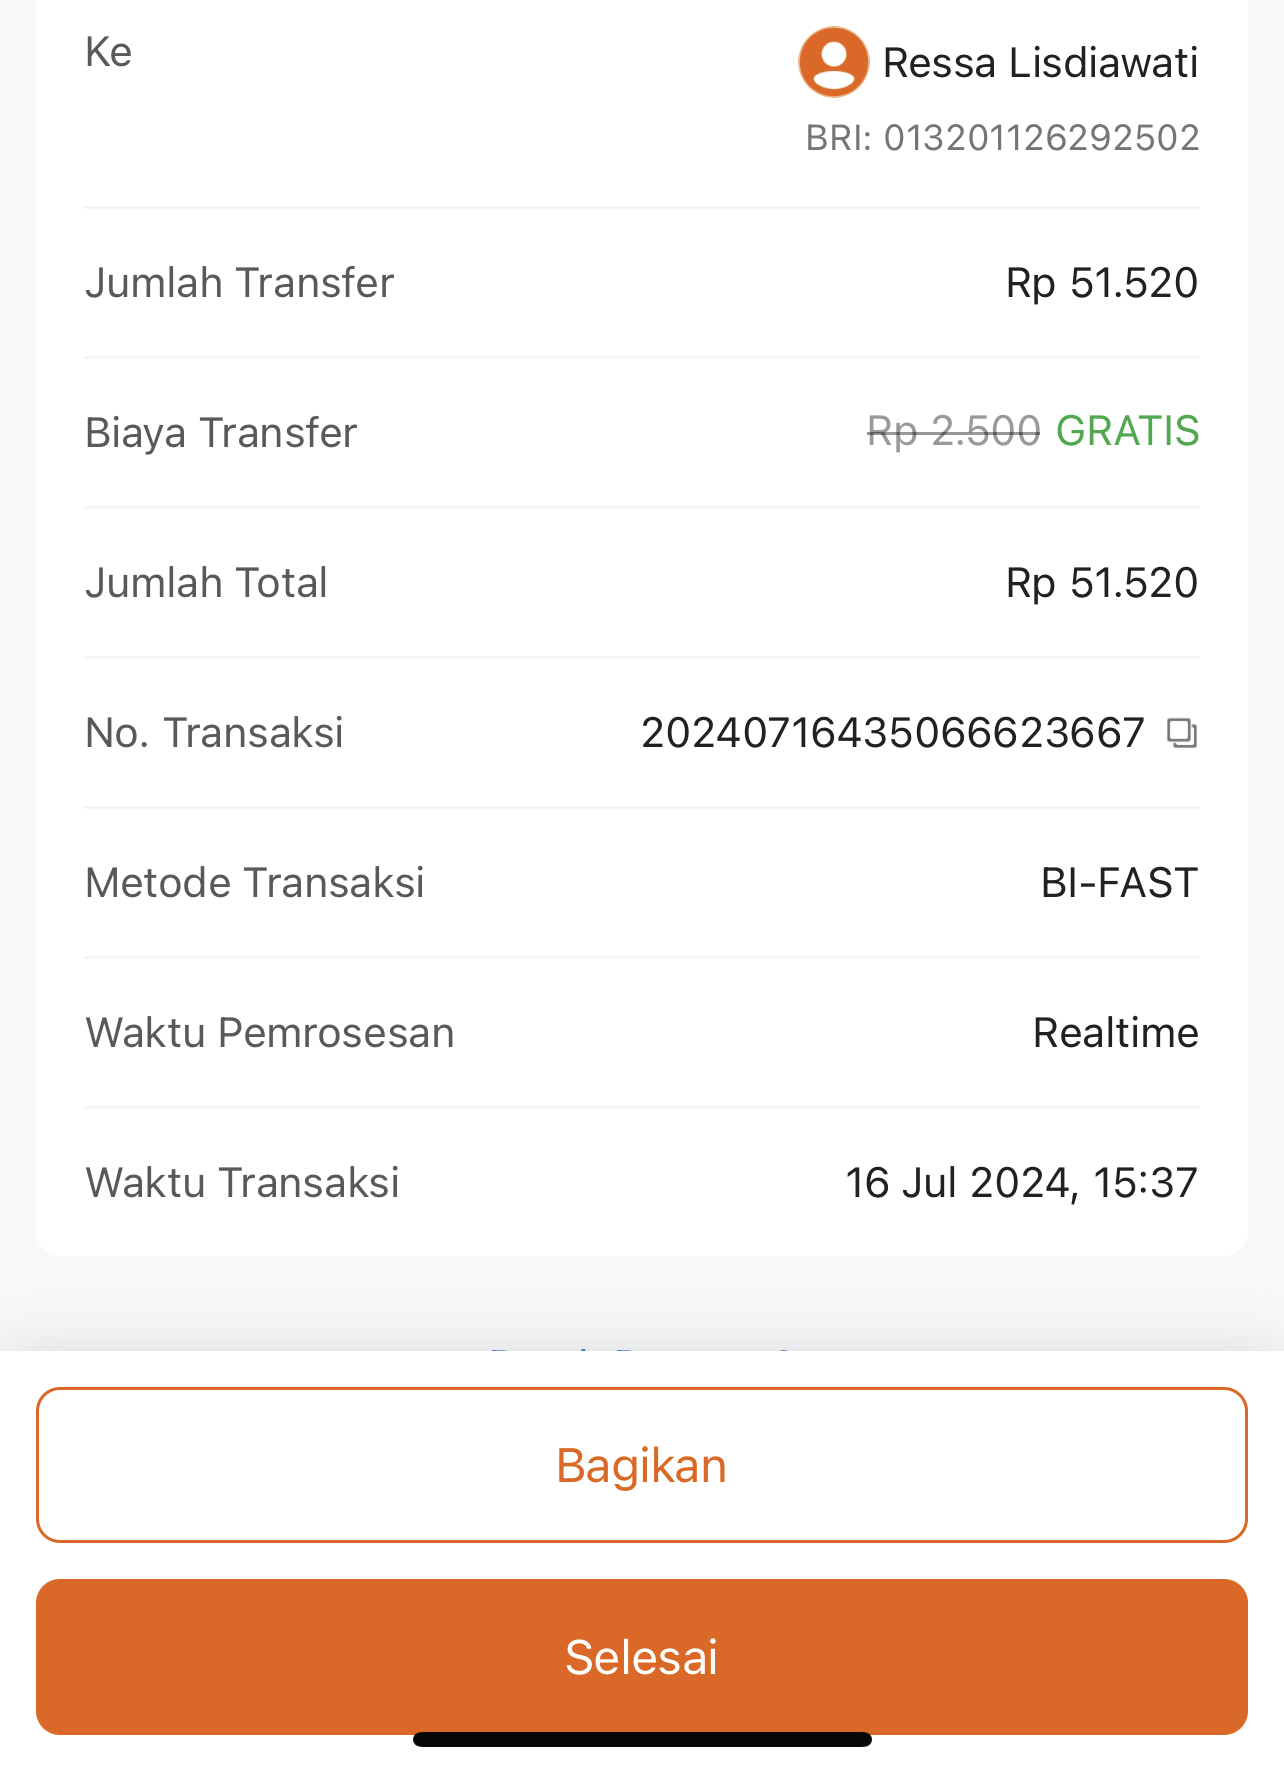 Ke
Ressa Lisdiawati
BRI: 013201126292502
Jumlah Transfer Rp 51.520
Biaya Transfer Rp 2.500 GRATIS
Jumlah Total Rp 51.520
No. Transaksi 20240716435066623667
Metode Transaksi BI-FAST
Waktu Pemrosesan Realtime
Waktu Transaksi 16 Jul 2024, 15:37
Bagikan
Selesai